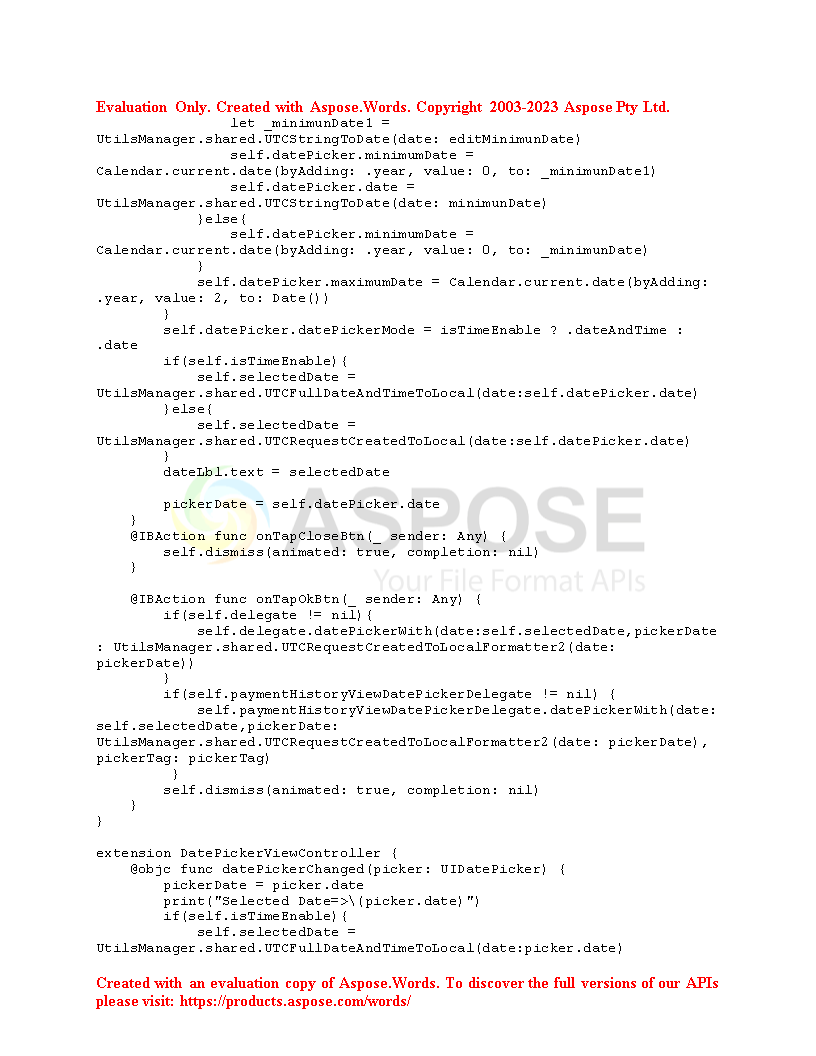 Evaluation Only. Created with Aspose.Words. Copyright 2003-2023 Aspose Pty Ltd.
let _minimunDate1 =
UtilsManager.shared.UTCStringToDate(date: editMinimunDate)
self.datePicker.minimumDate =
Calendar.current.date(byAdding: .year, value: 0, to: _minimunDate1)
self.datePicker.date =
UtilsManager.shared.UTCStringToDate(date: minimunDate)
}else{
self.datePicker.minimumDate =
Calendar.current.date(byAdding: .year, value: 0, to: _minimunDate)
}
self.datePicker.maximumDate = Calendar.current.date(byAdding:
.year, value: 2, to: Date())
}
self.datePicker.datePickerMode = isTimeEnable ? .dateAndTime :
.date
if(self.isTimeEnable){
self.selectedDate =
UtilsManager.shared.UTCFullDateAndTimeToLocal(date:self.datePicker.date)
}else{
self.selectedDate =
UtilsManager.shared.UTCRequestCreatedToLocal(date:self.datePicker.date)
}
dateLbl.text = selectedDate
pickerDate = self.datePicker.date
}
ASPOSE
@IBAction func onTapCloseBtn(_ sender: Any) {
self.dismiss(animated: true, completion: nil)
}
Your File Format APIs
@IBAction func onTapOkBtn(_ sender: Any) {
if(self.delegate != nil){
self.delegate.datePickerWith(date:self.selectedDate,pickerDate
: UtilsManager.shared.UTCRequestCreatedToLocalFormatter2(date:
pickerDate))
}
if(self.paymentHistoryViewDatePickerDelegate != nil) {
self.paymentHistoryViewDatePickerDelegate.datePickerWith(date:
self.selectedDate,pickerDate:
UtilsManager.shared.UTCRequestCreatedToLocalFormatter2(date: pickerDate),
pickerTag: pickerTag)
}
self.dismiss(animated: true, completion: nil)
}
}
extension DatePickerViewController {
@objc func datePickerChanged(picker: UIDatePicker) {
pickerDate = picker.date
print("Selected Date=>\(picker.date)")
if(self.isTimeEnable){
self.selectedDate =
UtilsManager.shared.UTCFullDateAndTimeToLocal(date:picker.date)
Created with an evaluation copy of Aspose.Words. To discover the full versions of our APIs
please visit: https://products.aspose.com/words/